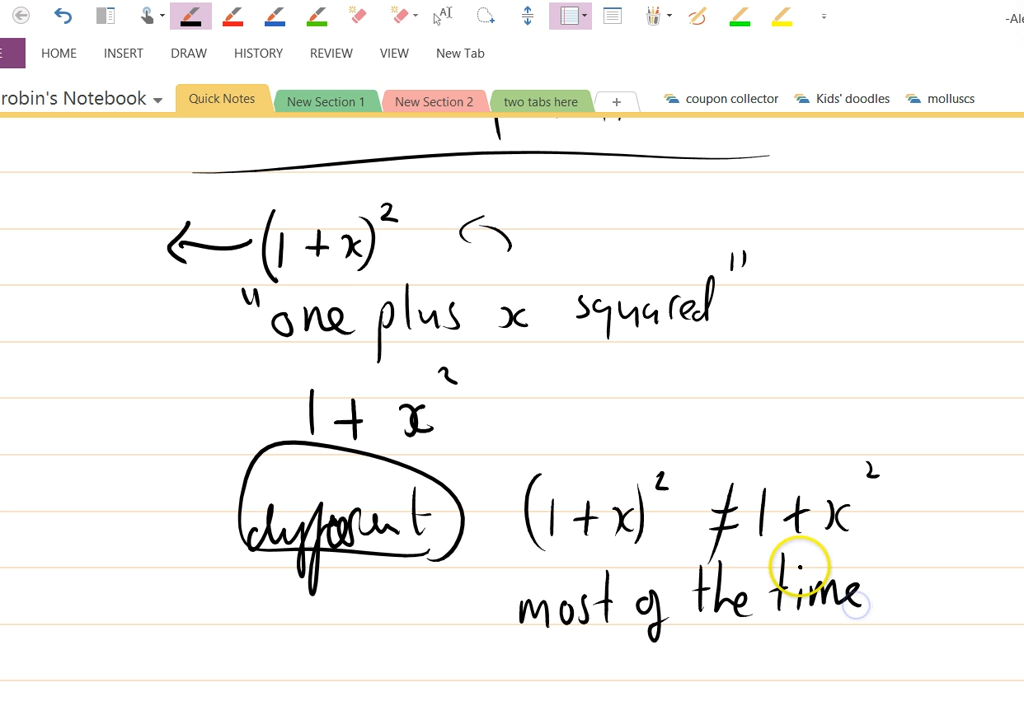 -Ale
HOME INSERT DRAW HISTORY REVIEW VIEW New Tab
robin's Notebook Quick Notes New Section 1 New Section 2 two tabs here + coupon collector Kids' doodles molluscs
← (1 + x)²
"one plus x squared"
1 + x²
different (1 + x)² ≠ 1 + x²
most of the time